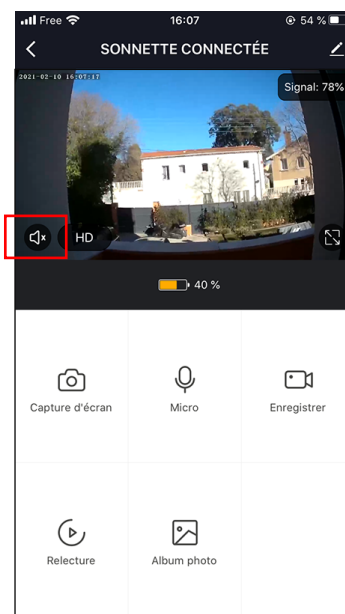 Free 16:07 54 %
SONNETTE CONNECTÉE
2021-02-10 16:07:17
Signal: 78%
HD
40 %
Capture d'écran Micro Enregistrer
Relecture Album photo